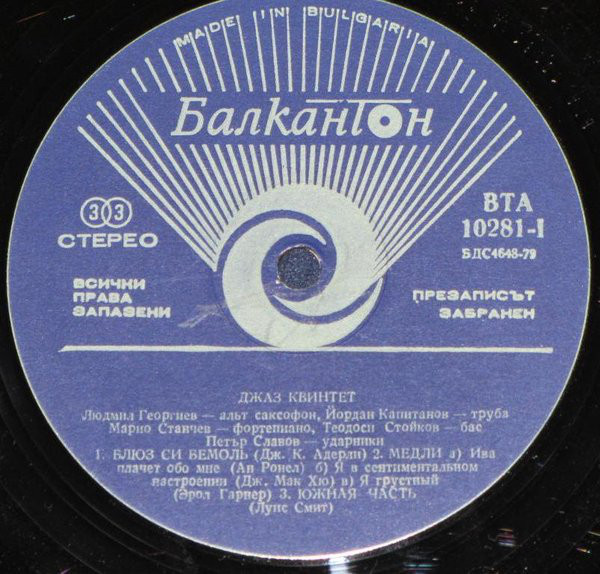 MADE IN BULGARIA
Балкантон
33
СТЕРЕО
ВТА
10281-I
БДС4648-79
ВСИЧКИ
ПРАВА
ЗАПАЗЕНИ
ПРЕЗАПИСЪТ
ЗАБРАНЕН
ДЖАЗ КВИНТЕТ
Людмил Георгиев — альт саксофон, Йордан Капитанов — труба
Марио Станчев — фортепиано, Теодоси Стойков — бас
Петър Славов — ударники
1. БЛЮЗ СИ БЕМОЛЬ (Дж. К. Адерли) 2. МЕДЛИ а) Ива
плачет обо мне (Ан Ронел) б) Я в сентиментальном
настроении (Дж. Мак Хю) в) Я грустный
(Эрол Гарнер) 3. ЮЖНАЯ ЧАСТЬ
(Луис Смит)